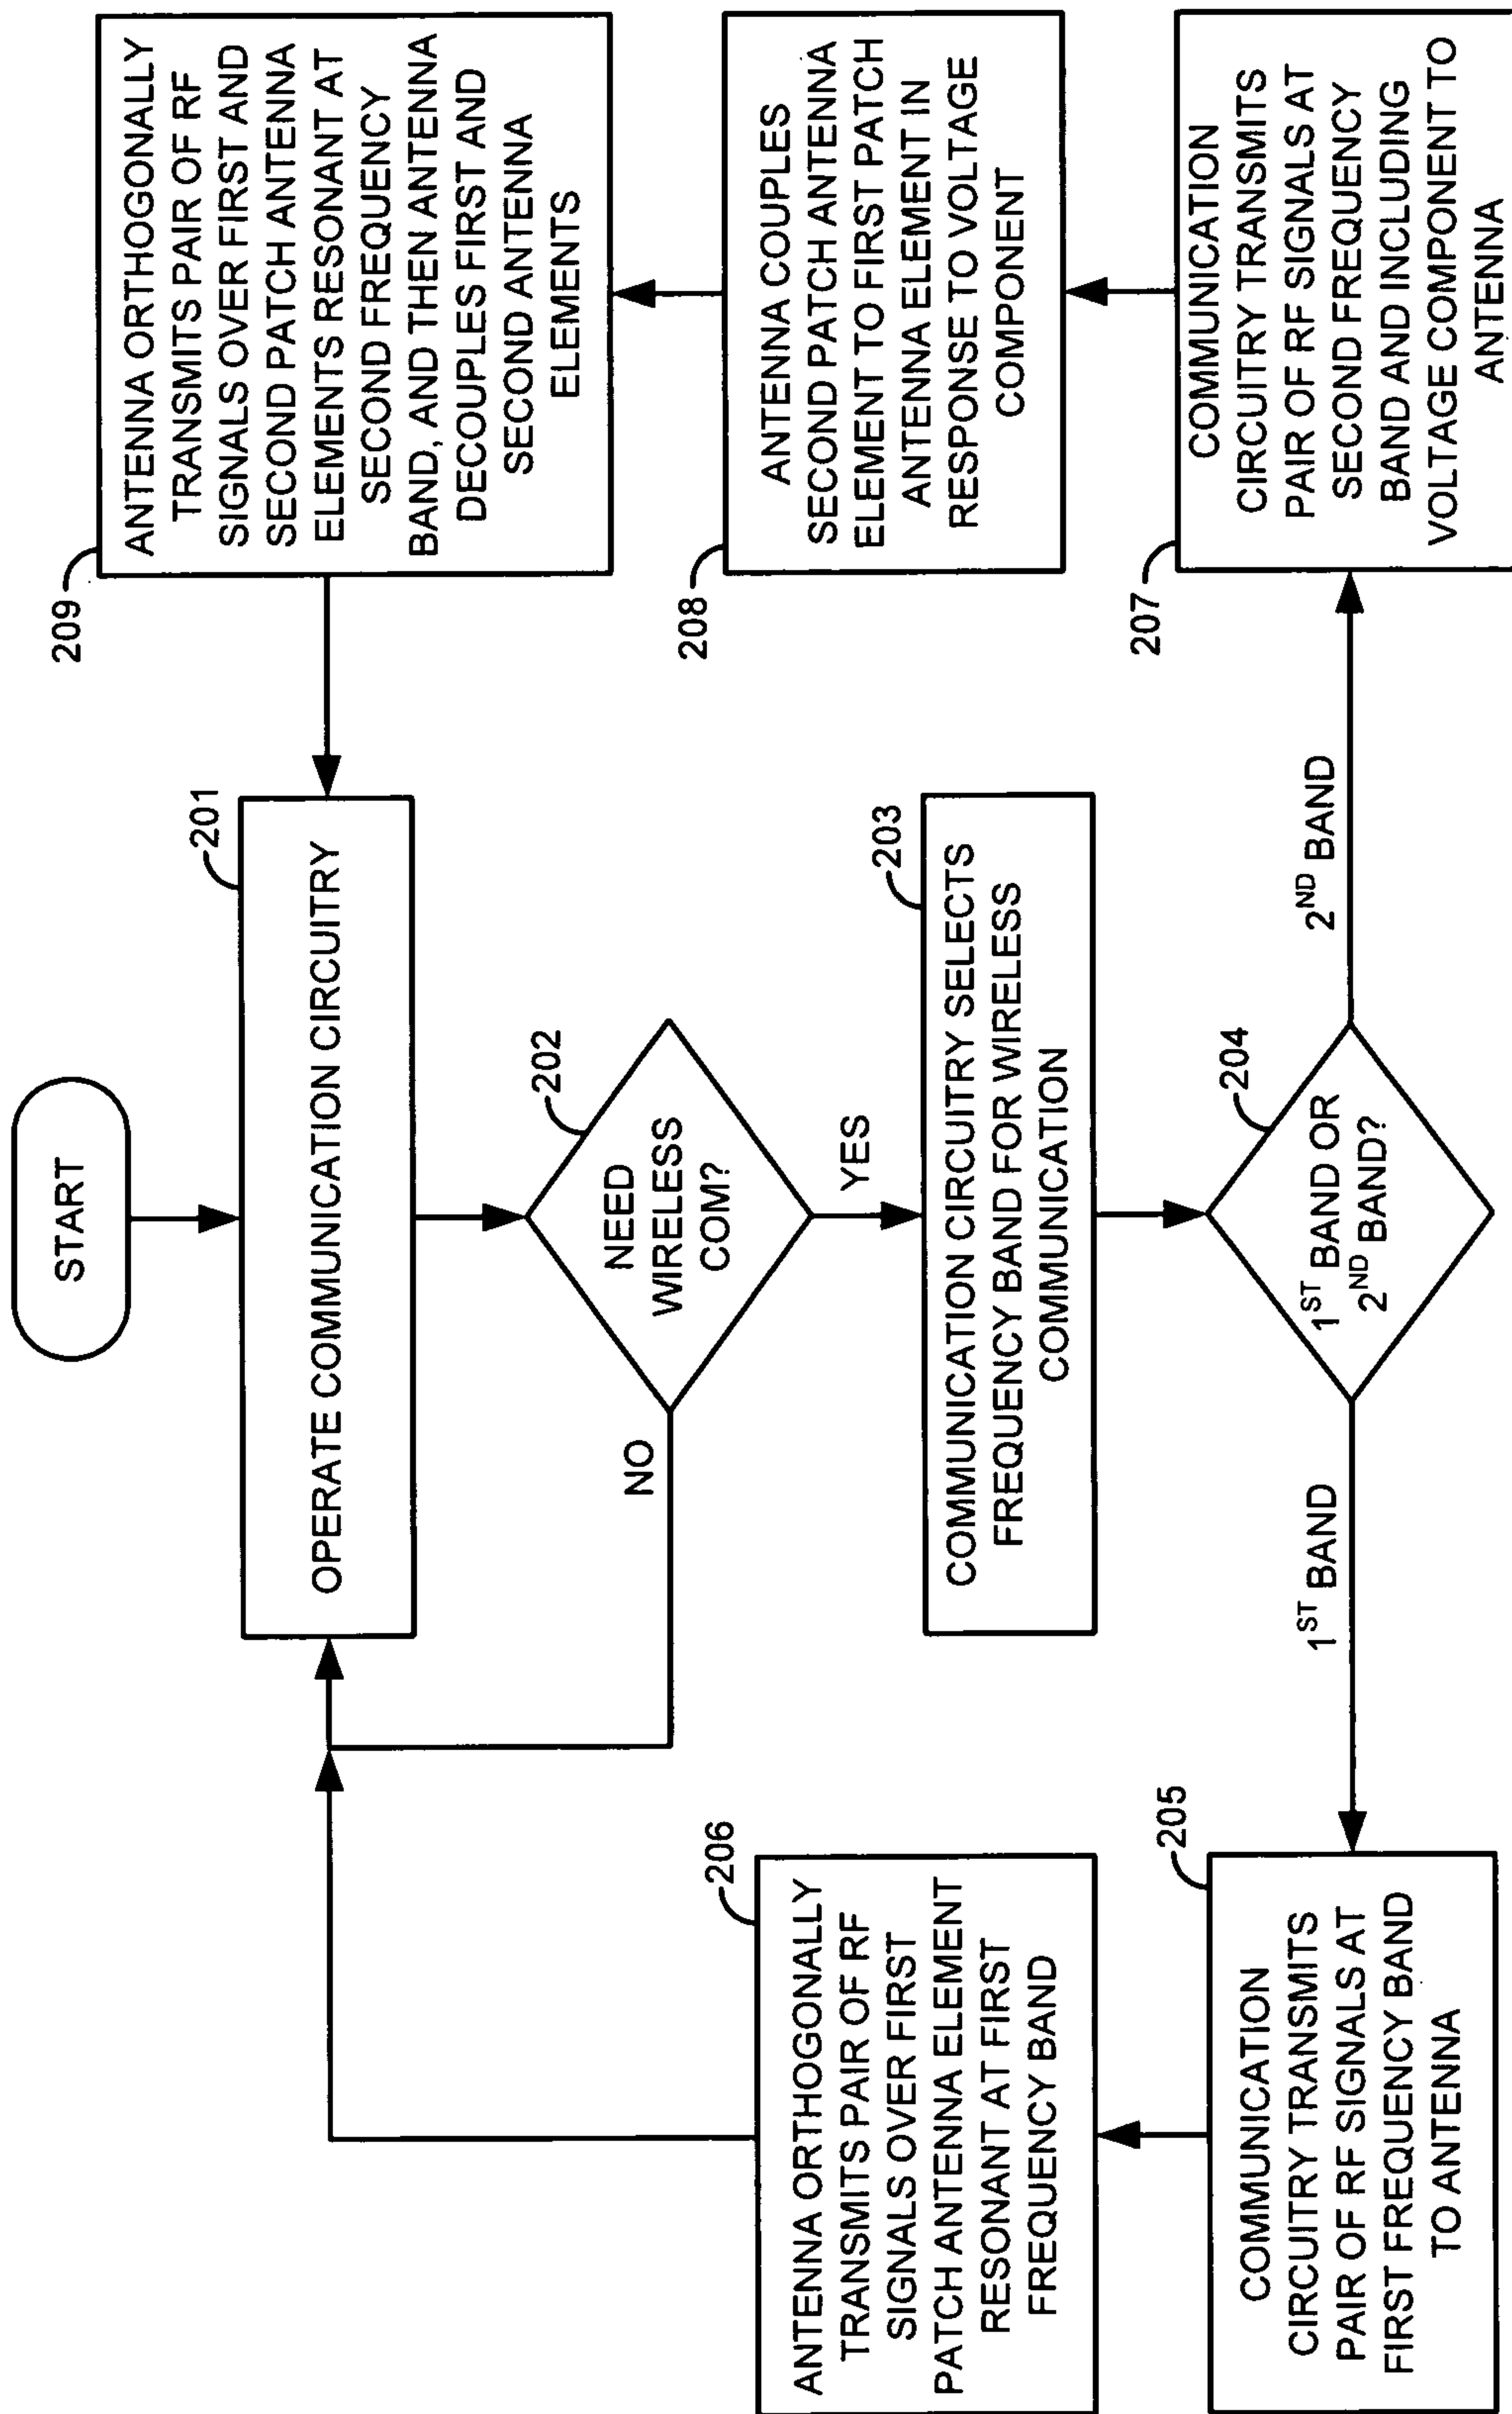 START
201
OPERATE COMMUNICATION CIRCUITRY
202
NEED
WIRELESS
COM?
NO
YES
203
COMMUNICATION CIRCUITRY SELECTS
FREQUENCY BAND FOR WIRELESS
COMMUNICATION
204
1ST BAND OR
2ND BAND?
1ST BAND
2ND BAND
205
COMMUNICATION
CIRCUITRY TRANSMITS
PAIR OF RF SIGNALS AT
FIRST FREQUENCY BAND
TO ANTENNA
206
ANTENNA ORTHOGONALLY
TRANSMITS PAIR OF RF
SIGNALS OVER FIRST
PATCH ANTENNA ELEMENT
RESONANT AT FIRST
FREQUENCY BAND
207
COMMUNICATION
CIRCUITRY TRANSMITS
PAIR OF RF SIGNALS AT
SECOND FREQUENCY
BAND AND INCLUDING
VOLTAGE COMPONENT TO
ANTENNA
208
ANTENNA COUPLES
SECOND PATCH ANTENNA
ELEMENT TO FIRST PATCH
ANTENNA ELEMENT IN
RESPONSE TO VOLTAGE
COMPONENT
209
ANTENNA ORTHOGONALLY
TRANSMITS PAIR OF RF
SIGNALS OVER FIRST AND
SECOND PATCH ANTENNA
ELEMENTS RESONANT AT
SECOND FREQUENCY
BAND, AND THEN ANTENNA
DECOUPLES FIRST AND
SECOND ANTENNA
ELEMENTS